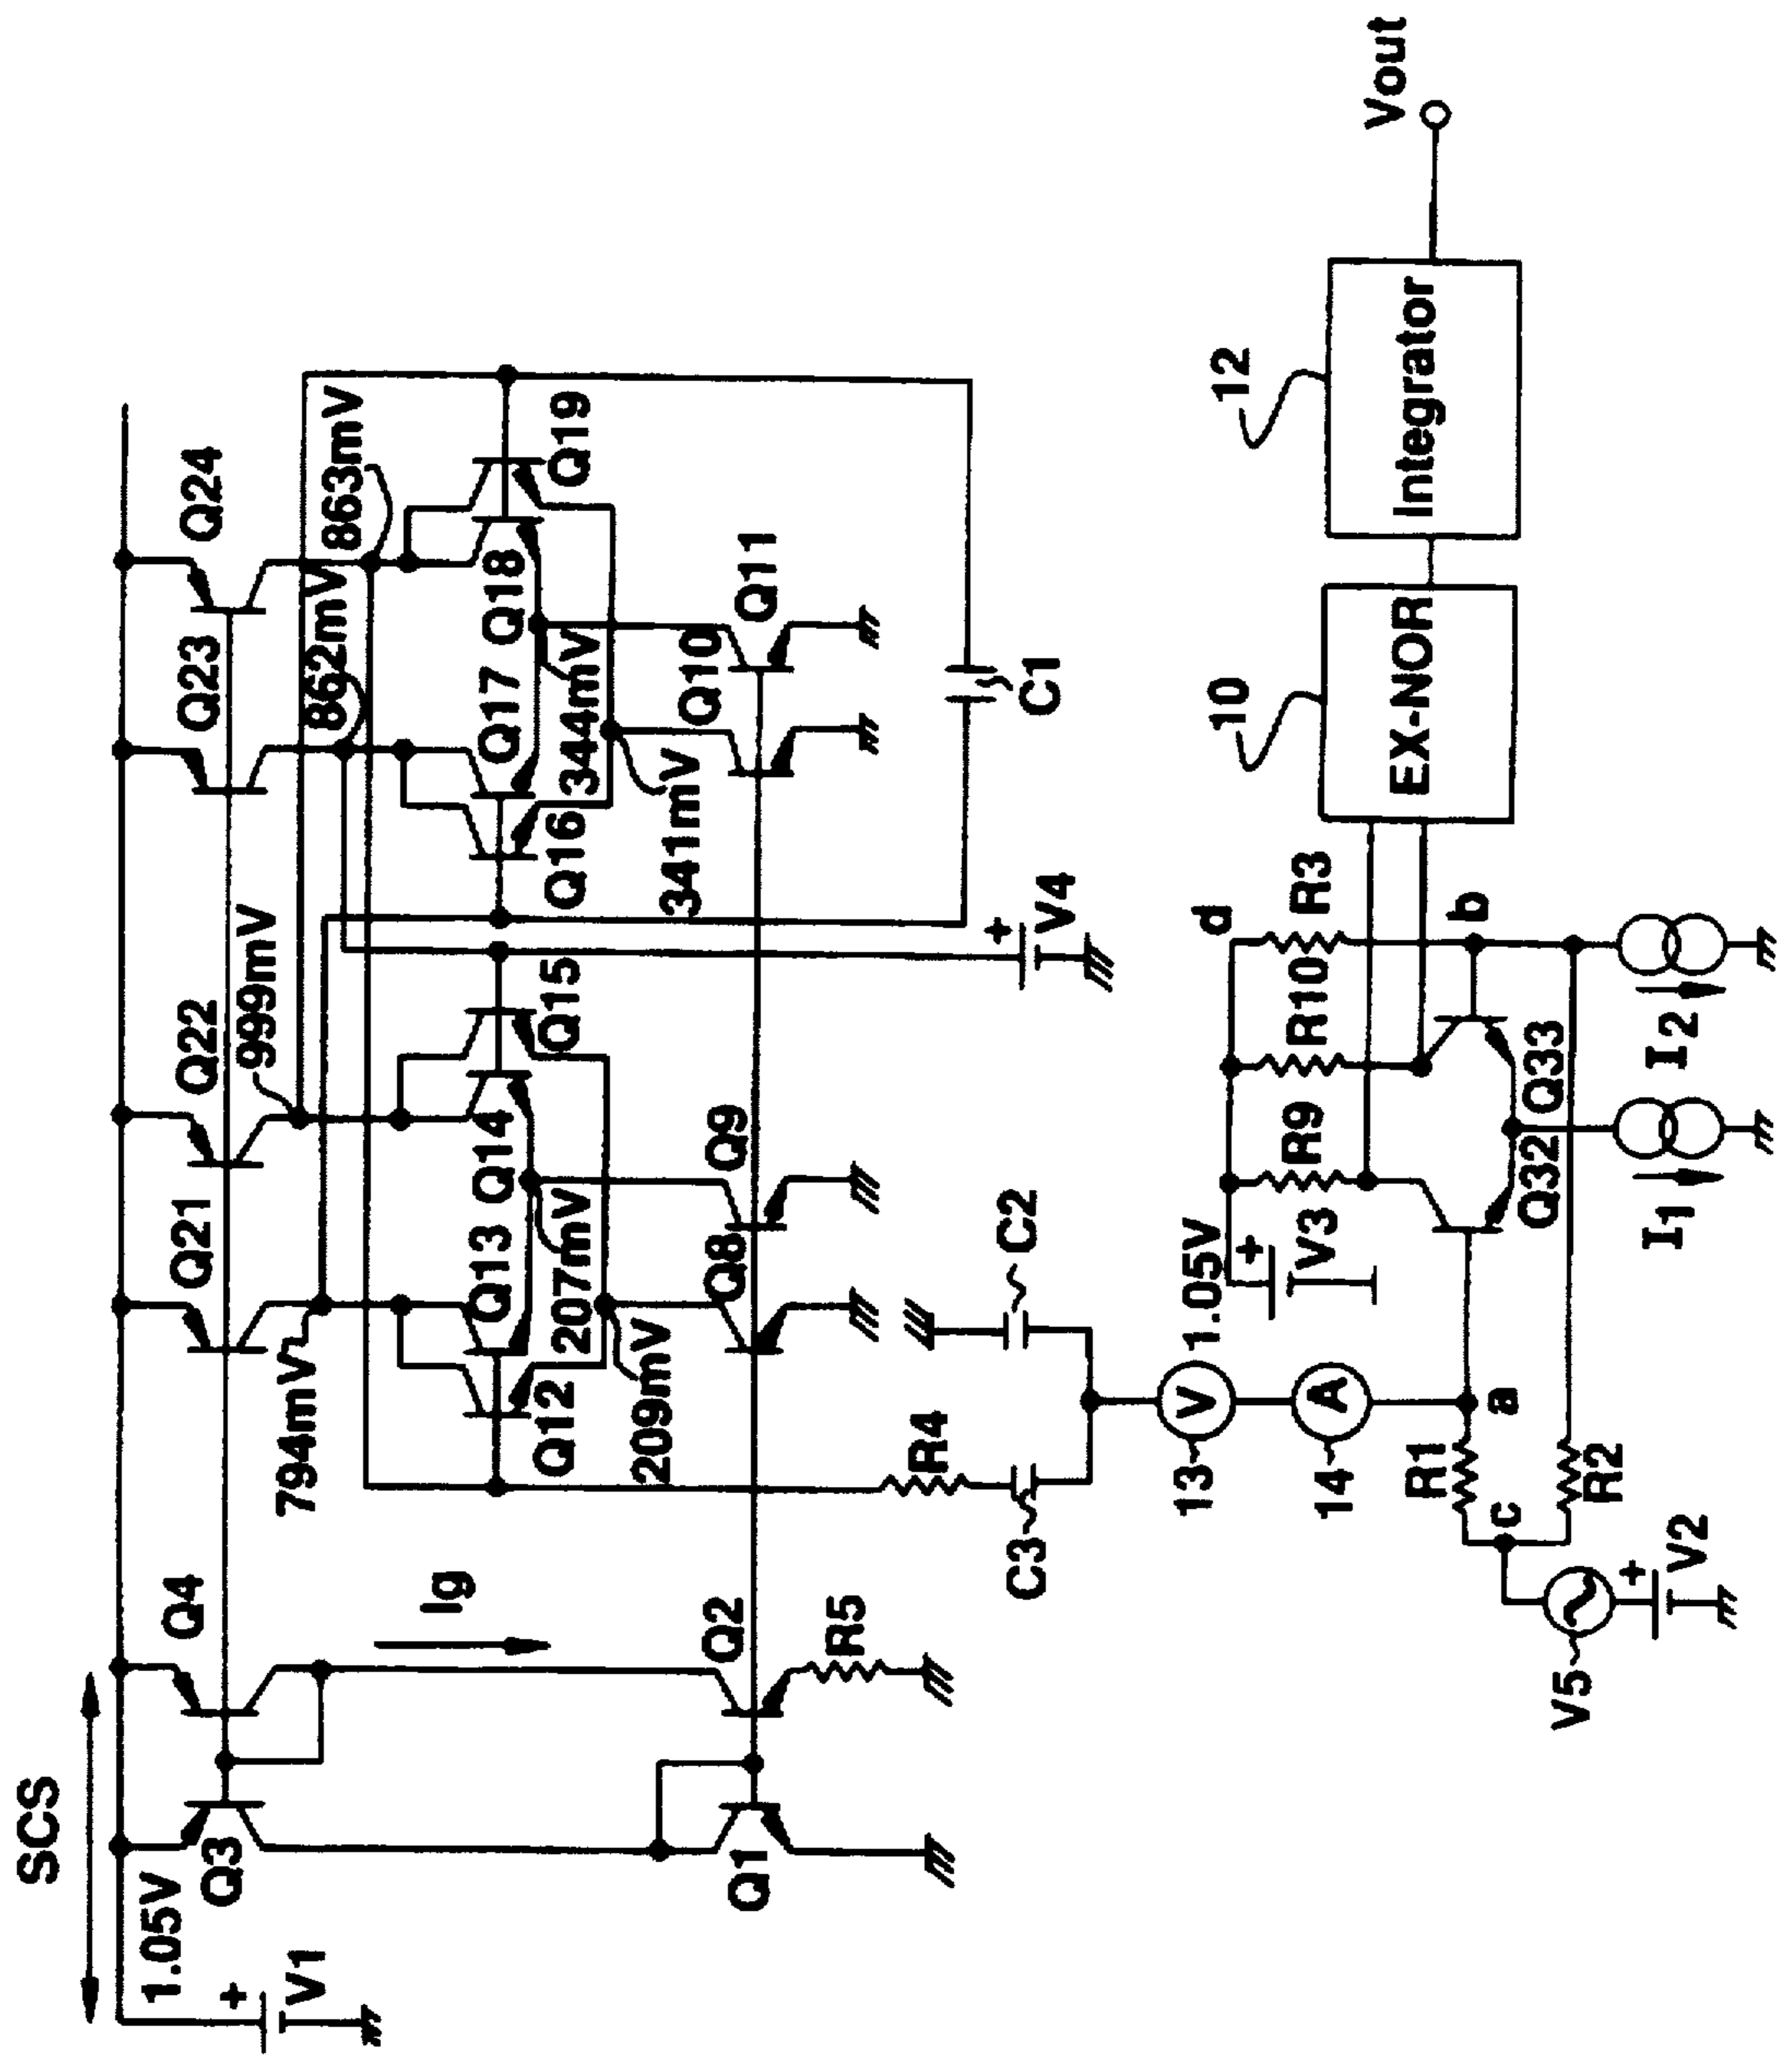 SCS
1.05V
V1
+
Q3
Q4
Ig
Q1
Q2
R5
Q21
Q22
Q23
Q24
794mV
999mV
862mV
863mV
Q12
Q13
Q14
Q15
Q16
Q17
Q18
Q19
209mV
207mV
341mV
344mV
Q8
Q9
Q10
Q11
V4
+
C1
R4
C3
C2
13
V
14
A
1.05V
+
V3
R9
R10
R3
d
a
b
c
R1
R2
Q32
Q33
I1
I2
V5
+
V2
10
EX-NOR
12
Integrator
Vout